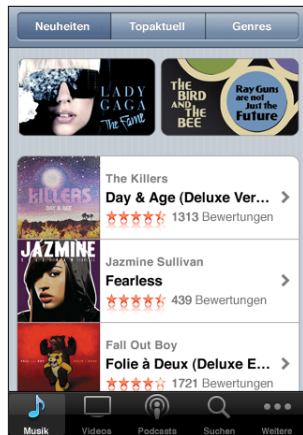 Neuheiten Topaktuell Genres
LADY
GAGA
The Fame
THE
BIRD
AND
THE
BEE
Ray Guns
are not
Just the
Future
KILLERS
DAY & AGE
The Killers
Day & Age (Deluxe Ver...
1313 Bewertungen
JAZMINE
Jazmine Sullivan
Fearless
439 Bewertungen
Fall Out Boy
Folie à Deux (Deluxe E...
1721 Bewertungen
Musik Videos Podcasts Suchen Weitere